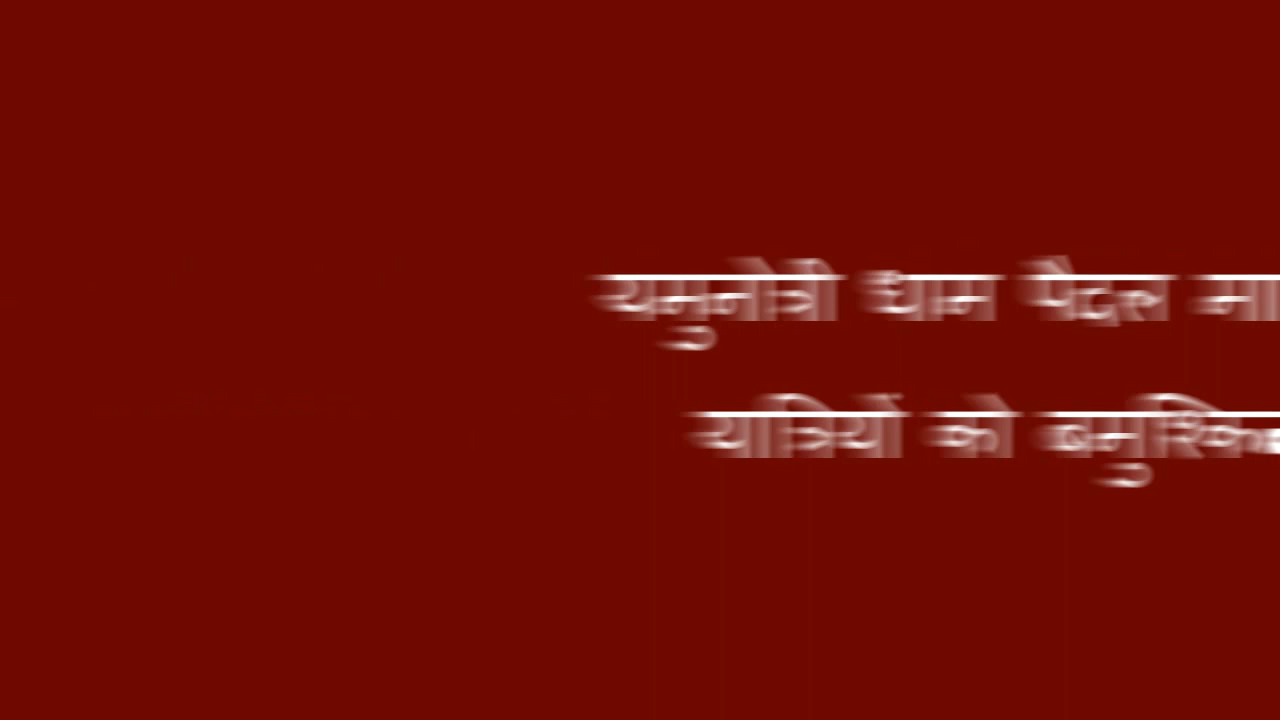 यमुनोत्री धाम पैदल मा
यात्रियों को मुश्कि